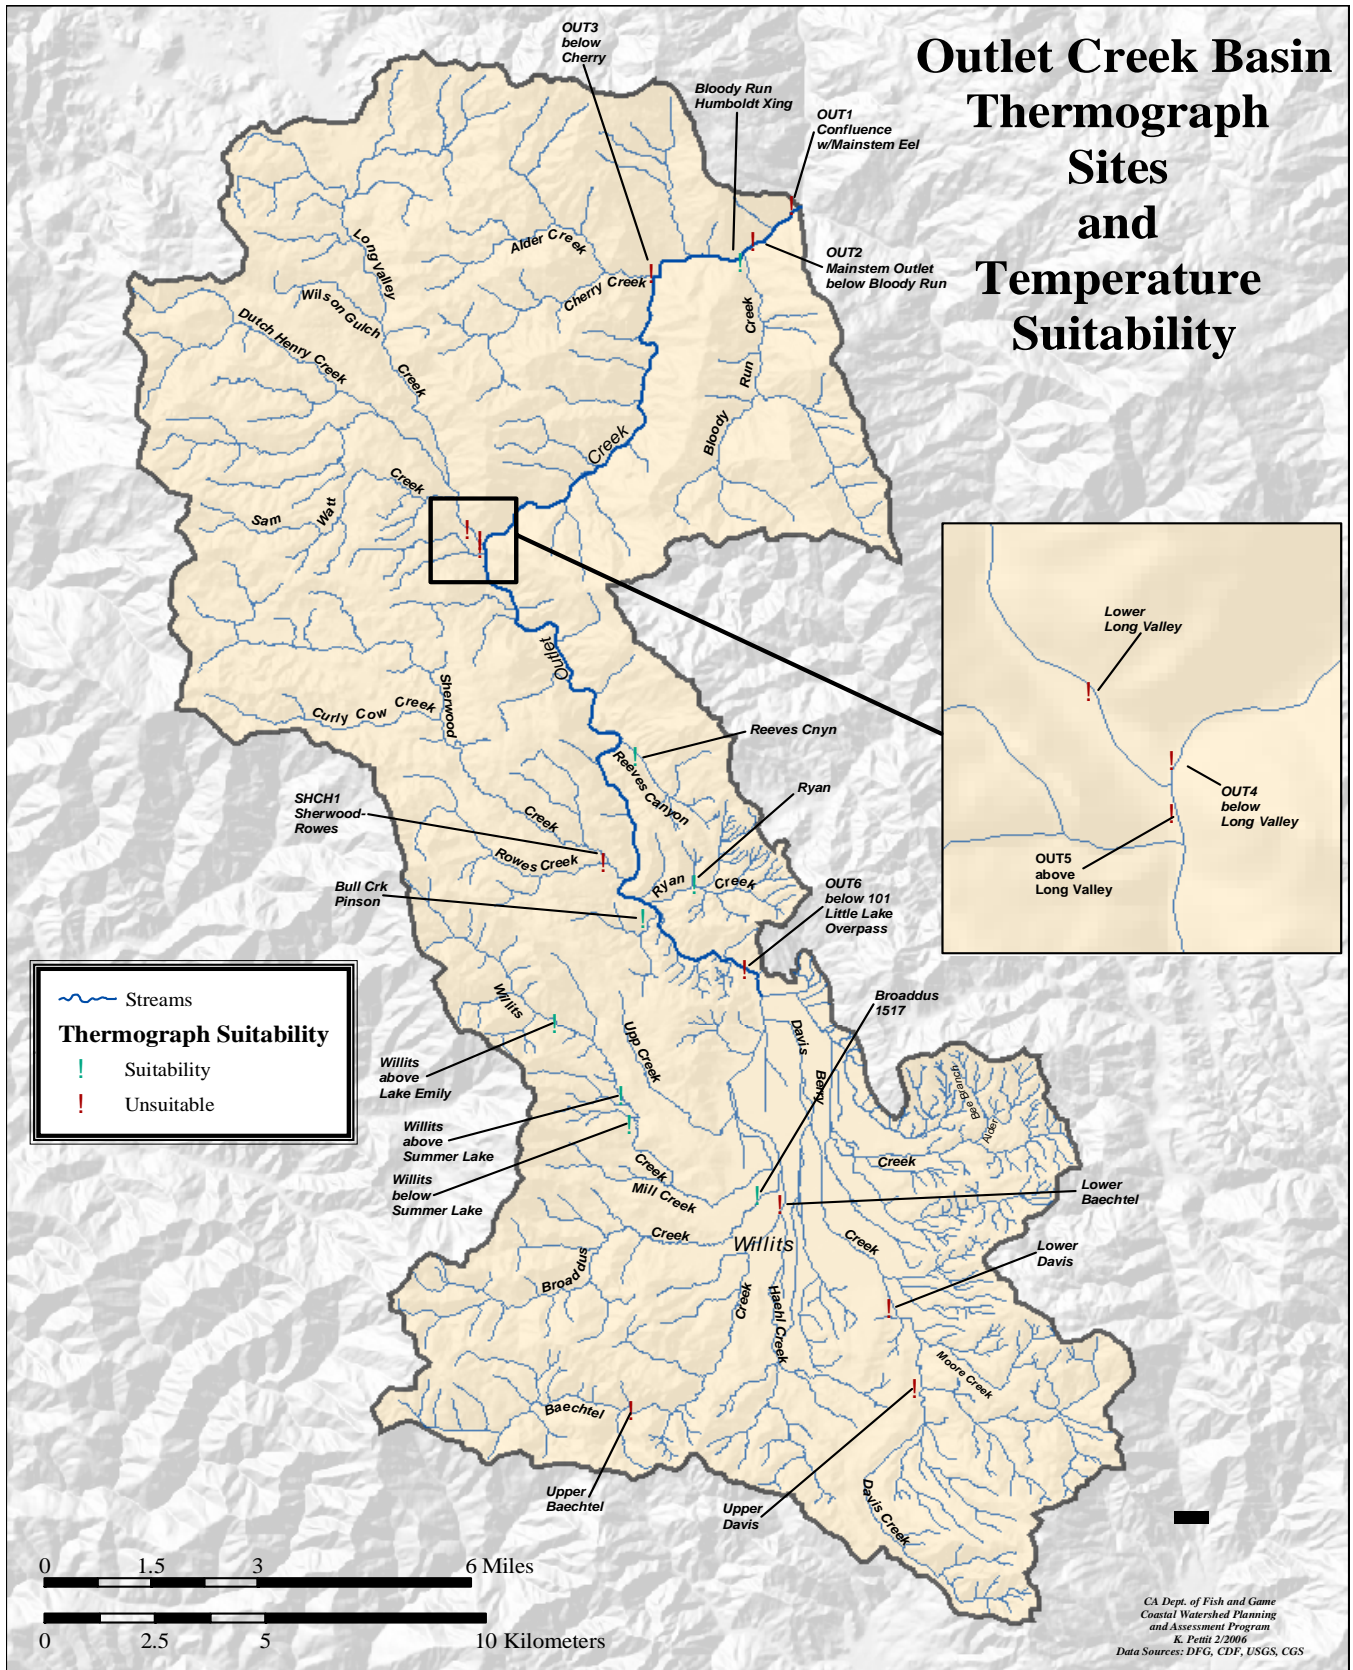 Outlet Creek Basin
Thermograph
Sites
and
Temperature
Suitability
OUT3
below
Cherry
Bloody Run
Humboldt Xing
OUT1
Confluence
w/Mainstem Eel
OUT2
Mainstem Outlet
below Bloody Run
Alder Creek
Cherry Creek
Long Valley
Creek
Wilson Gulch
Dutch Henry Creek
Bloody
Run
Creek
Creek
Creek
Sam
Watt
Outlet
Lower
Long Valley
OUT4
below
Long Valley
OUT5
above
Long Valley
Sherwood
Curly Cow Creek
Reeves Cnyn
Reeves Canyon
Ryan
SHCH1
Sherwood-
Rowes
Creek
Rowes Creek
Ryan Creek
Bull Crk
Pinson
OUT6
below 101
Little Lake
Overpass
Streams
Thermograph Suitability
! Suitability
! Unsuitable
Willits
Broaddus
1517
Upp Creek
Davis
Berry
Bee Branch
Alder
Willits
above
Lake Emily
Willits
above
Summer Lake
Willits
below
Summer Lake
Creek
Mill Creek
Creek
Lower
Baechtel
Creek
Willits
Creek
Lower
Davis
Broaddus
Creek
Haehl Creek
Moore Creek
Baechtel
Upper
Baechtel
Upper
Davis
Davis Creek
0 1.5 3 6 Miles
0 2.5 5 10 Kilometers
CA Dept. of Fish and Game
Coastal Watershed Planning
and Assessment Program
K. Pettit 2/2006
Data Sources: DFG, CDF, USGS, CGS